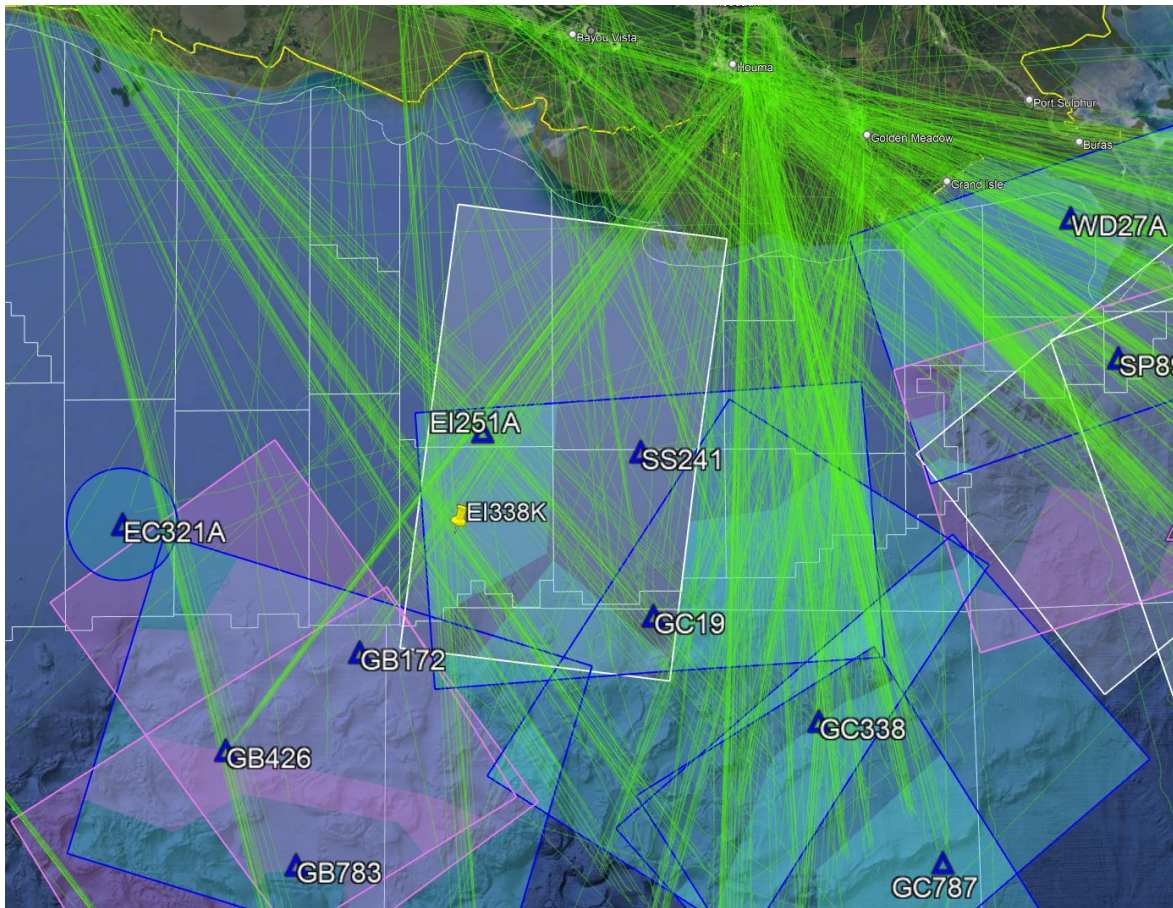 Bayou Vista
Houma
Port Sulphur
Golden Meadow
Buras
Grand Isle
WD27A
SP89
EI251A
SS241
EI338K
EC321A
GC19
GB172
GC338
GB426
GB783
GC787